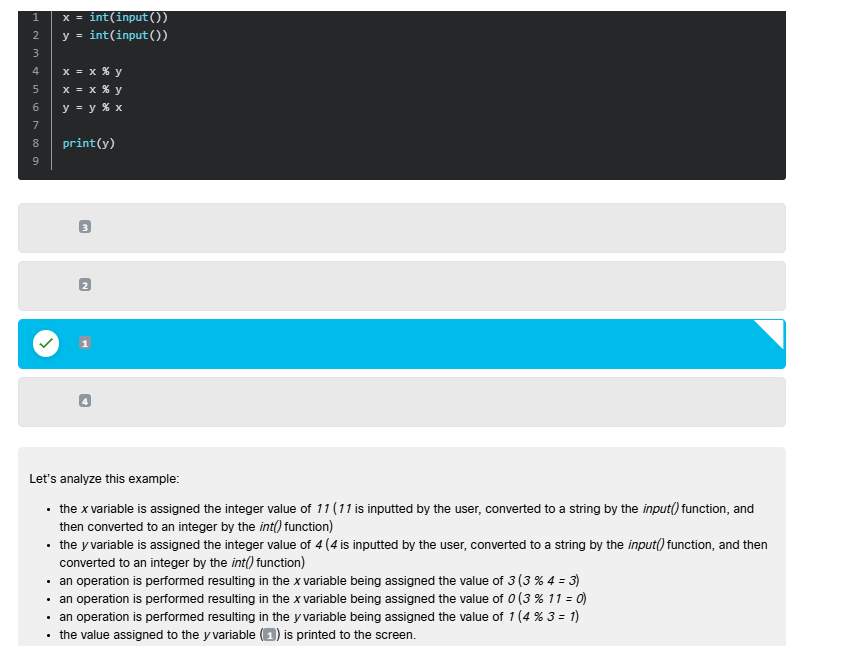 1 x = int(input())
2 y = int(input())
3
4 x = x % y
5 x = x % y
6 y = y % x
7
8 print(y)
9
3
2
1
4
Let's analyze this example:
• the x variable is assigned the integer value of 11 (11 is inputted by the user, converted to a string by the input() function, and
then converted to an integer by the int() function)
• the y variable is assigned the integer value of 4 (4 is inputted by the user, converted to a string by the input() function, and then
converted to an integer by the int() function)
• an operation is performed resulting in the x variable being assigned the value of 3 (3 % 4 = 3)
• an operation is performed resulting in the x variable being assigned the value of 0 (3 % 11 = 0)
• an operation is performed resulting in the y variable being assigned the value of 1 (4 % 3 = 1)
• the value assigned to the y variable (1) is printed to the screen.